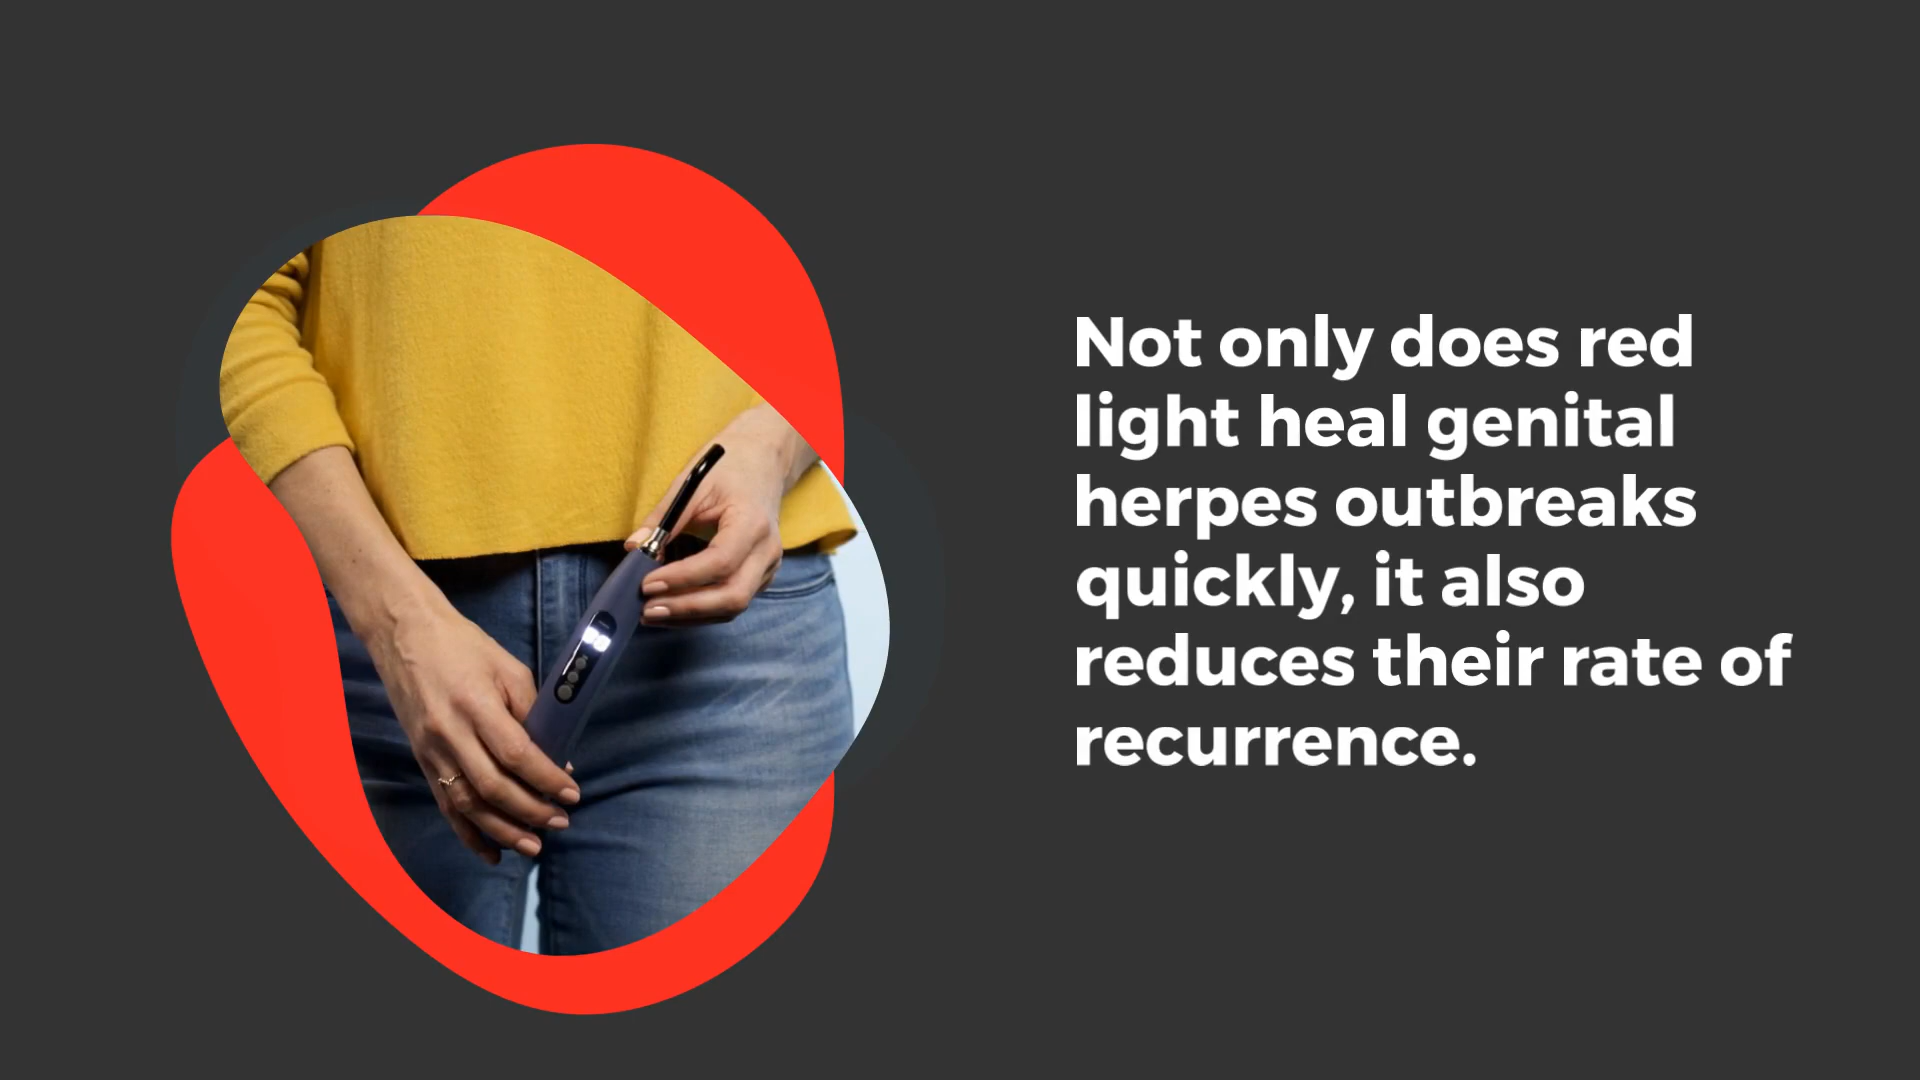 Not only does red
light heal genital
herpes outbreaks
quickly, it also
reduces their rate of
recurrence.